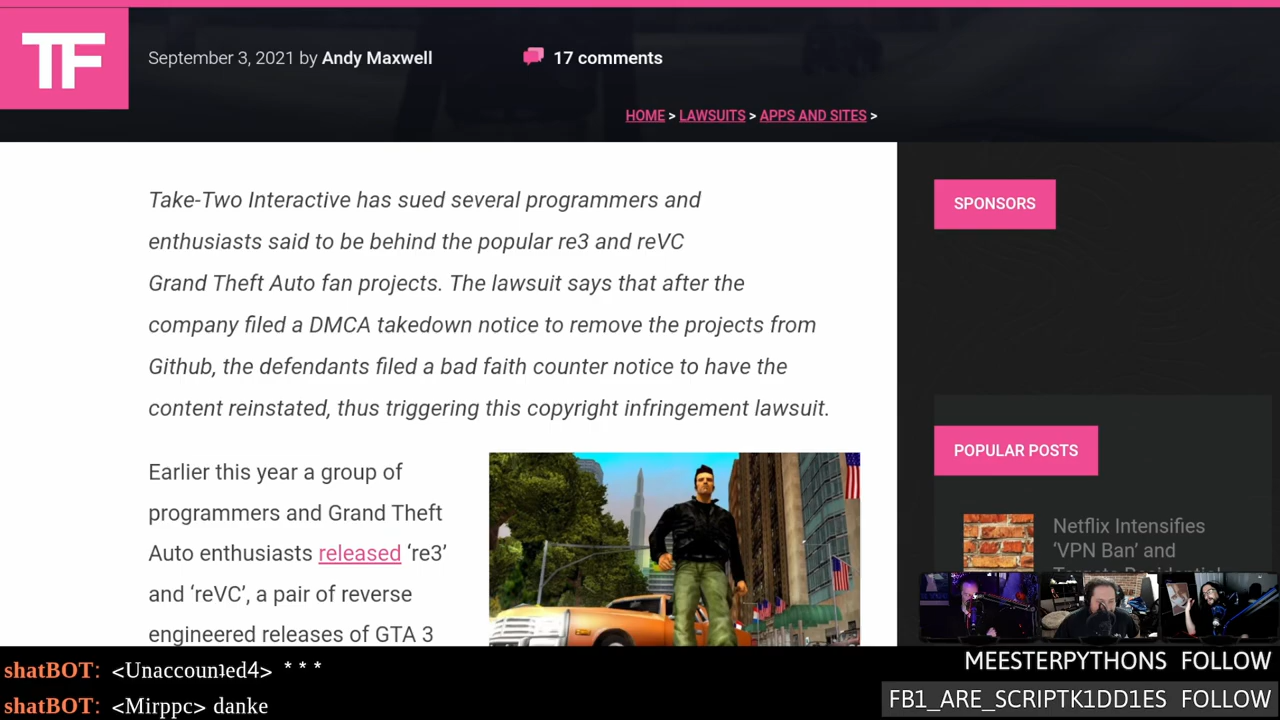 TF
September 3, 2021 by Andy Maxwell
17 comments
HOME > LAWSUITS > APPS AND SITES >
Take-Two Interactive has sued several programmers and
enthusiasts said to be behind the popular re3 and reVC
Grand Theft Auto fan projects. The lawsuit says that after the
company filed a DMCA takedown notice to remove the projects from
Github, the defendants filed a bad faith counter notice to have the
content reinstated, thus triggering this copyright infringement lawsuit.
Earlier this year a group of
programmers and Grand Theft
Auto enthusiasts released ‘re3’
and ‘reVC’, a pair of reverse
engineered releases of GTA 3
SPONSORS
POPULAR POSTS
Netflix Intensifies
‘VPN Ban’ and
shatBOT: <Unaccounted4> * * *
shatBOT: <Mirppc> danke
MEESTERPYTHONS FOLLOW
FB1_ARE_SCRIPTK1DD1ES FOLLOW